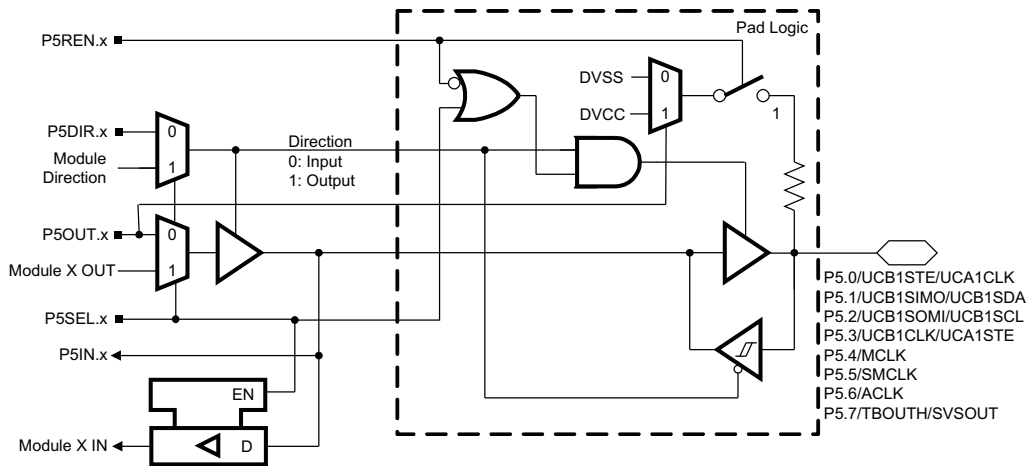 Pad Logic
P5REN.x
DVSS
0
DVCC
1
1
P5DIR.x
0
Module
Direction
1
Direction
0: Input
1: Output
P5OUT.x
0
Module X OUT
1
P5SEL.x
P5IN.x
EN
Module X IN
D
P5.0/UCB1STE/UCA1CLK
P5.1/UCB1SIMO/UCB1SDA
P5.2/UCB1SOMI/UCB1SCL
P5.3/UCB1CLK/UCA1STE
P5.4/MCLK
P5.5/SMCLK
P5.6/ACLK
P5.7/TBOUTH/SVSOUT